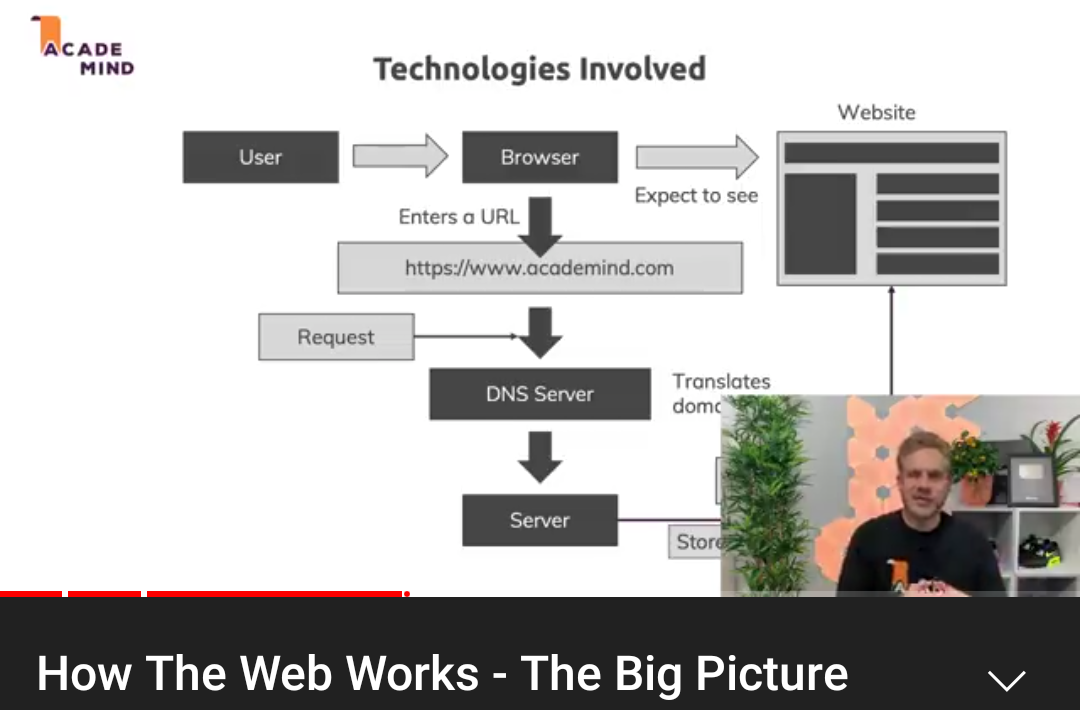 ACADE
MIND
Technologies Involved
Website
User
Browser
Expect to see
Enters a URL
https://www.academind.com
Request
DNS Server
Translates
Server
How The Web Works - The Big Picture